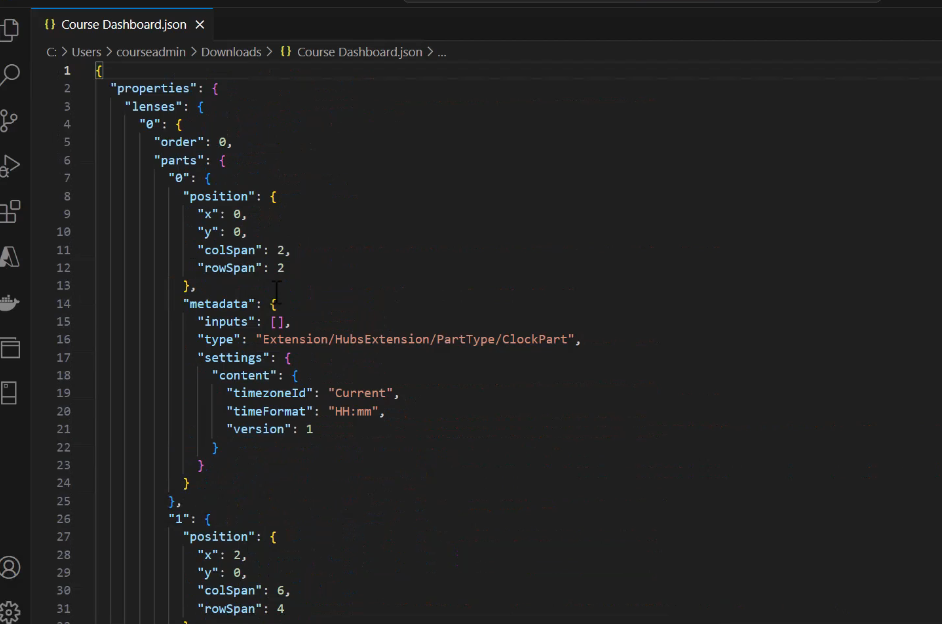 {} Course Dashboard.json ×
C: > Users > courseadmin > Downloads > {} Course Dashboard.json > ...
1 {
2 "properties": {
3 "lenses": {
4 "0": {
5 "order": 0,
6 "parts": {
7 "0": {
8 "position": {
9 "x": 0,
10 "y": 0,
11 "colSpan": 2,
12 "rowSpan": 2
13 },
14 "metadata": {
15 "inputs": [],
16 "type": "Extension/HubsExtension/PartType/ClockPart",
17 "settings": {
18 "content": {
19 "timezoneId": "Current",
20 "timeFormat": "HH:mm",
21 "version": 1
22 }
23 }
24 }
25 },
26 "1": {
27 "position": {
28 "x": 2,
29 "y": 0,
30 "colSpan": 6,
31 "rowSpan": 4